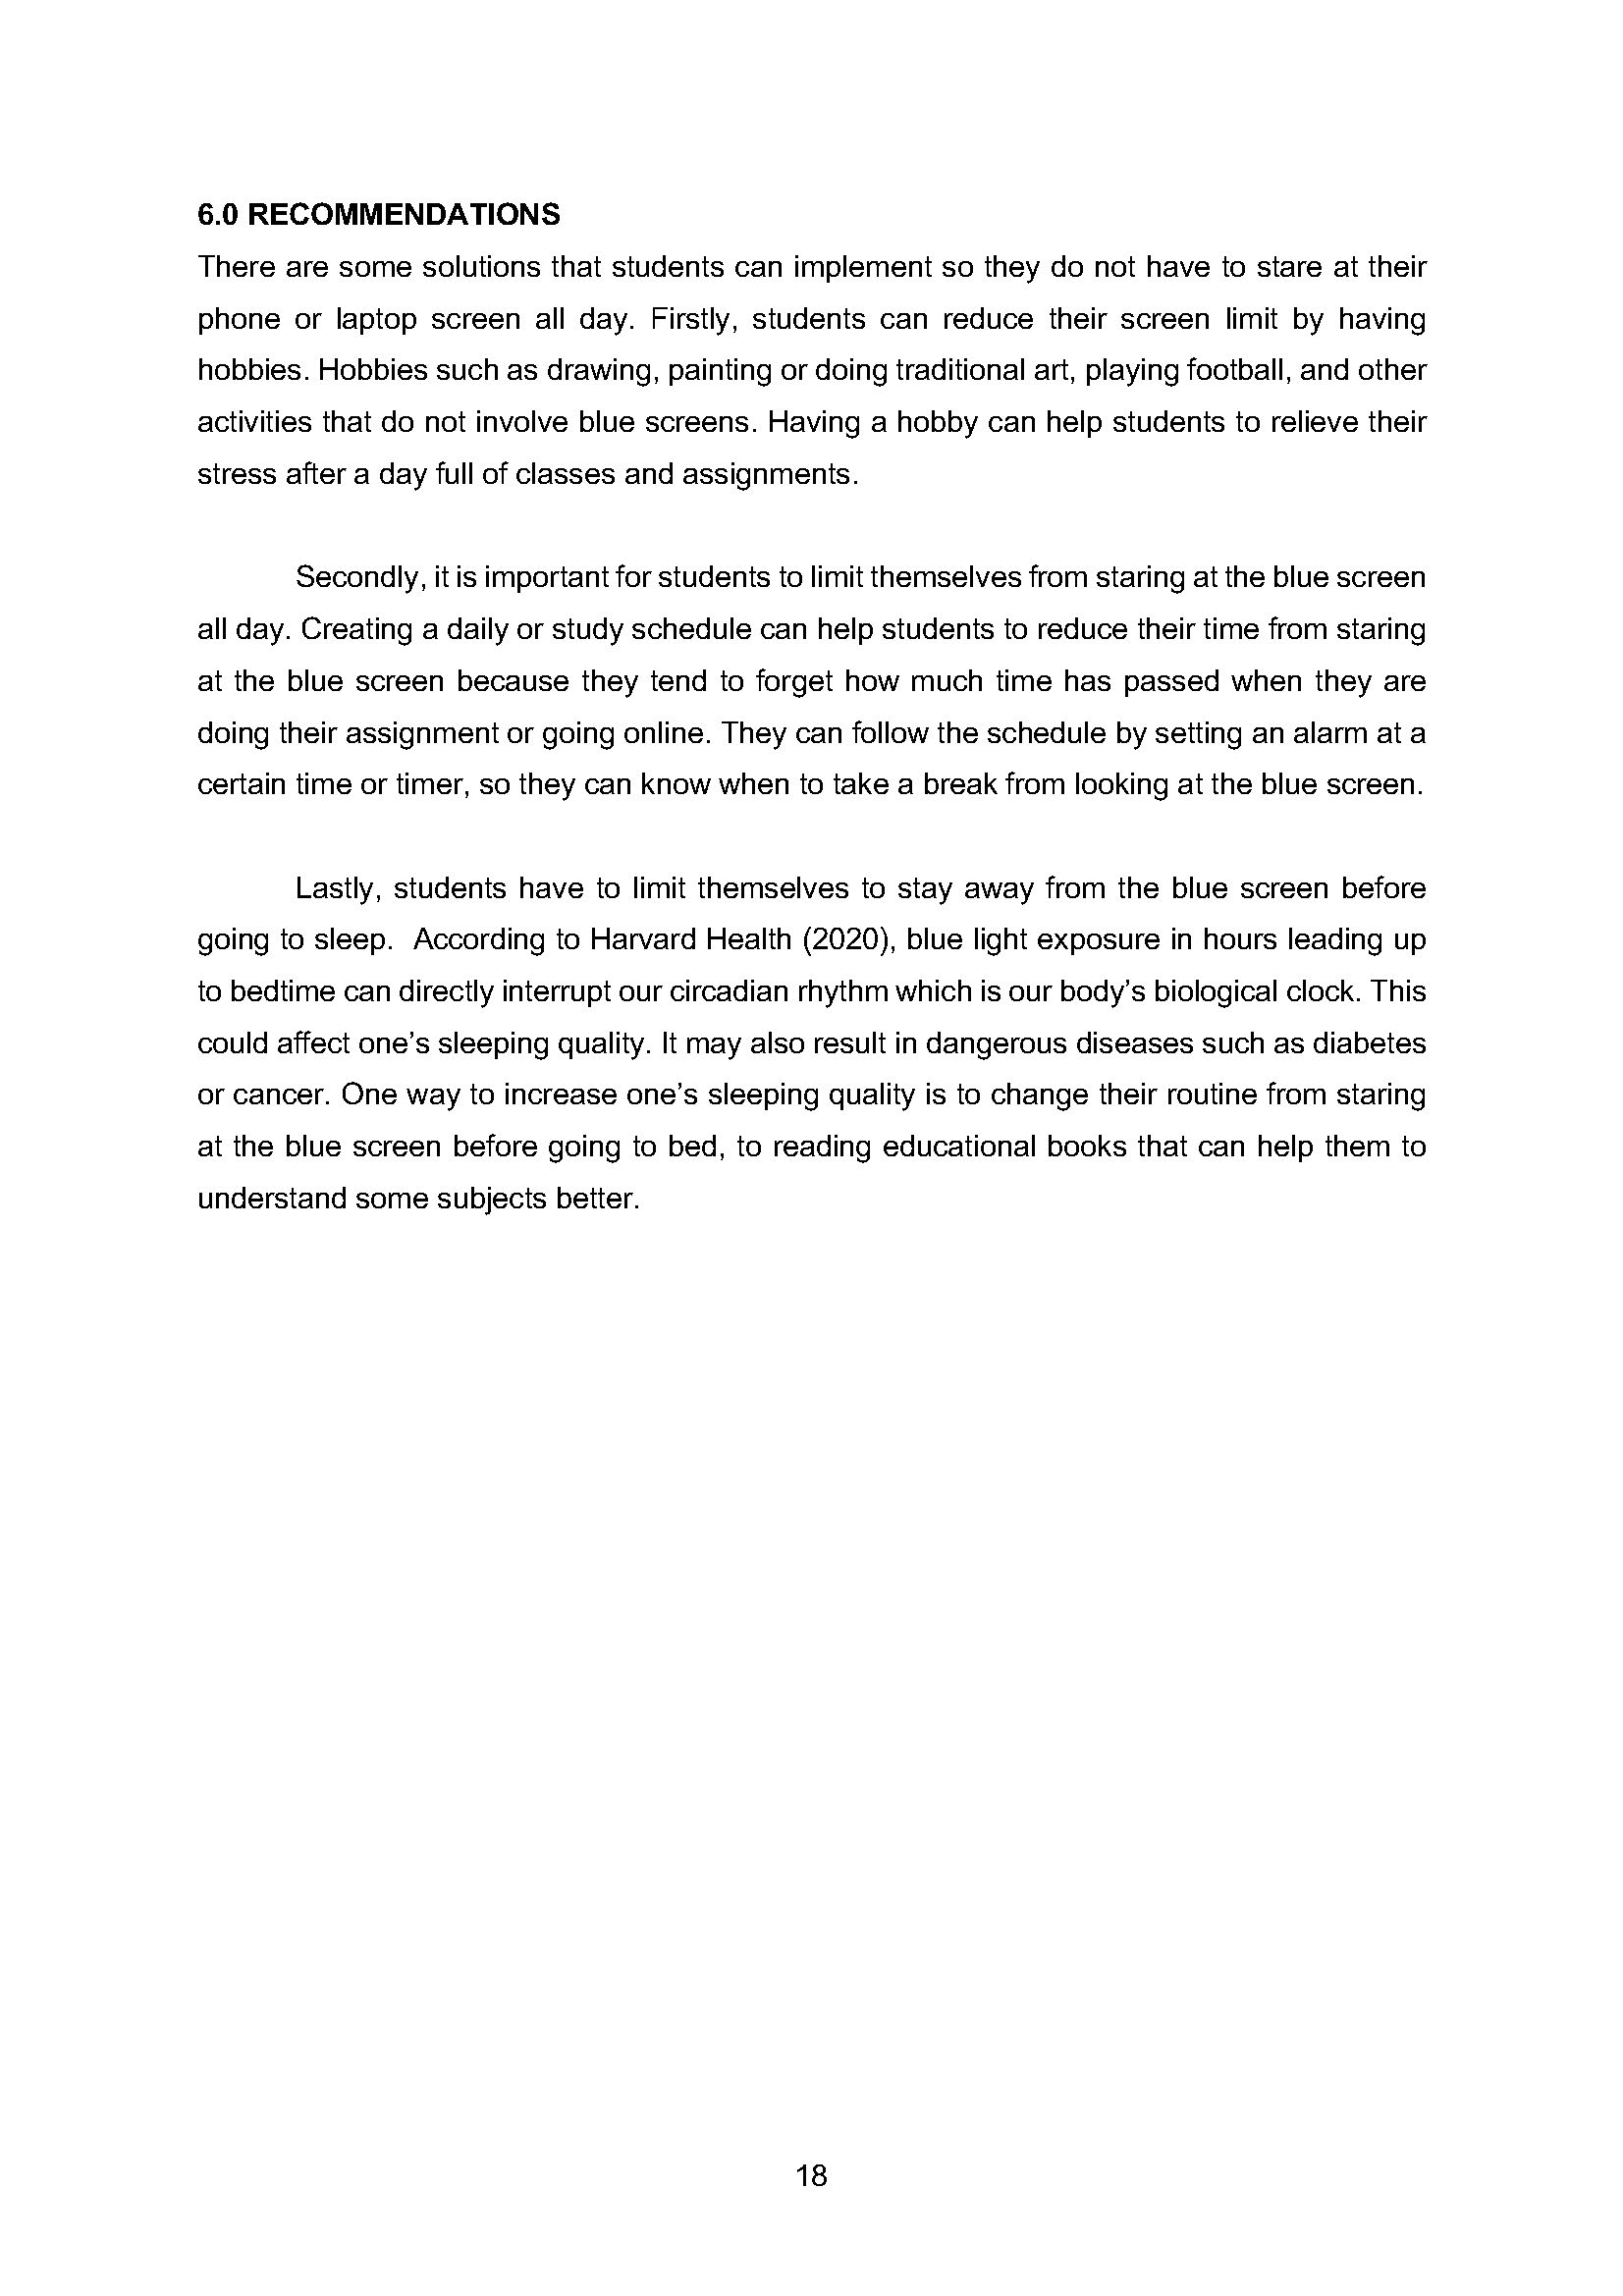 6.0 RECOMMENDATIONS
There are some solutions that students can implement so they do not have to stare at their
phone or laptop screen all day. Firstly, students can reduce their screen limit by having
hobbies. Hobbies such as drawing, painting or doing traditional art, playing football, and other
activities that do not involve blue screens. Having a hobby can help students to relieve their
stress after a day full of classes and assignments.
Secondly, it is important for students to limit themselves from staring at the blue screen
all day. Creating a daily or study schedule can help students to reduce their time from staring
at the blue screen because they tend to forget how much time has passed when they are
doing their assignment or going online. They can follow the schedule by setting an alarm at a
certain time or timer, so they can know when to take a break from looking at the blue screen.
Lastly, students have to limit themselves to stay away from the blue screen before
going to sleep.  According to Harvard Health (2020), blue light exposure in hours leading up
to bedtime can directly interrupt our circadian rhythm which is our body’s biological clock. This
could affect one’s sleeping quality. It may also result in dangerous diseases such as diabetes
or cancer. One way to increase one’s sleeping quality is to change their routine from staring
at the blue screen before going to bed, to reading educational books that can help them to
understand some subjects better.
18